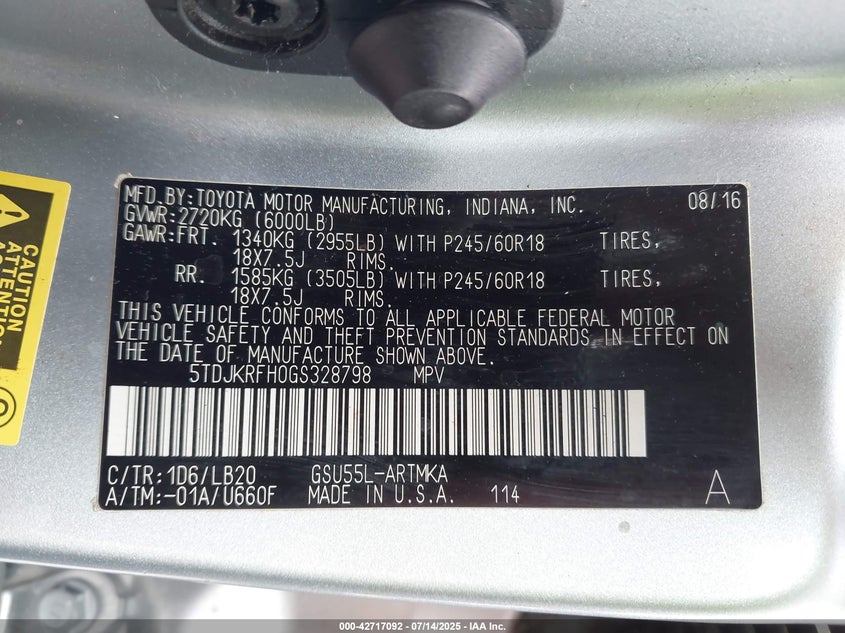 MFD.BY:TOYOTA MOTOR MANUFACTURING, INDIANA, INC. 08/16
GVWR:2720KG (6000LB)
GAWR:FRT. 1340KG (2955LB) WITH P245/60R18 TIRES,
18X7.5J RIMS.
RR. 1585KG (3505LB) WITH P245/60R18 TIRES,
18X7.5J RIMS.
THIS VEHICLE CONFORMS TO ALL APPLICABLE FEDERAL MOTOR
VEHICLE SAFETY AND THEFT PREVENTION STANDARDS IN EFFECT ON
THE DATE OF MANUFACTURE SHOWN ABOVE.
5TDJKRFH0GS328798 MPV
C/TR:1D6/LB20 GSU55L-ARTMKA
A/TM:-01A/U660F MADE IN U.S.A. 114 A
CAUTION
ATTENTION
000-42717092 - 07/14/2025 - IAA Inc.